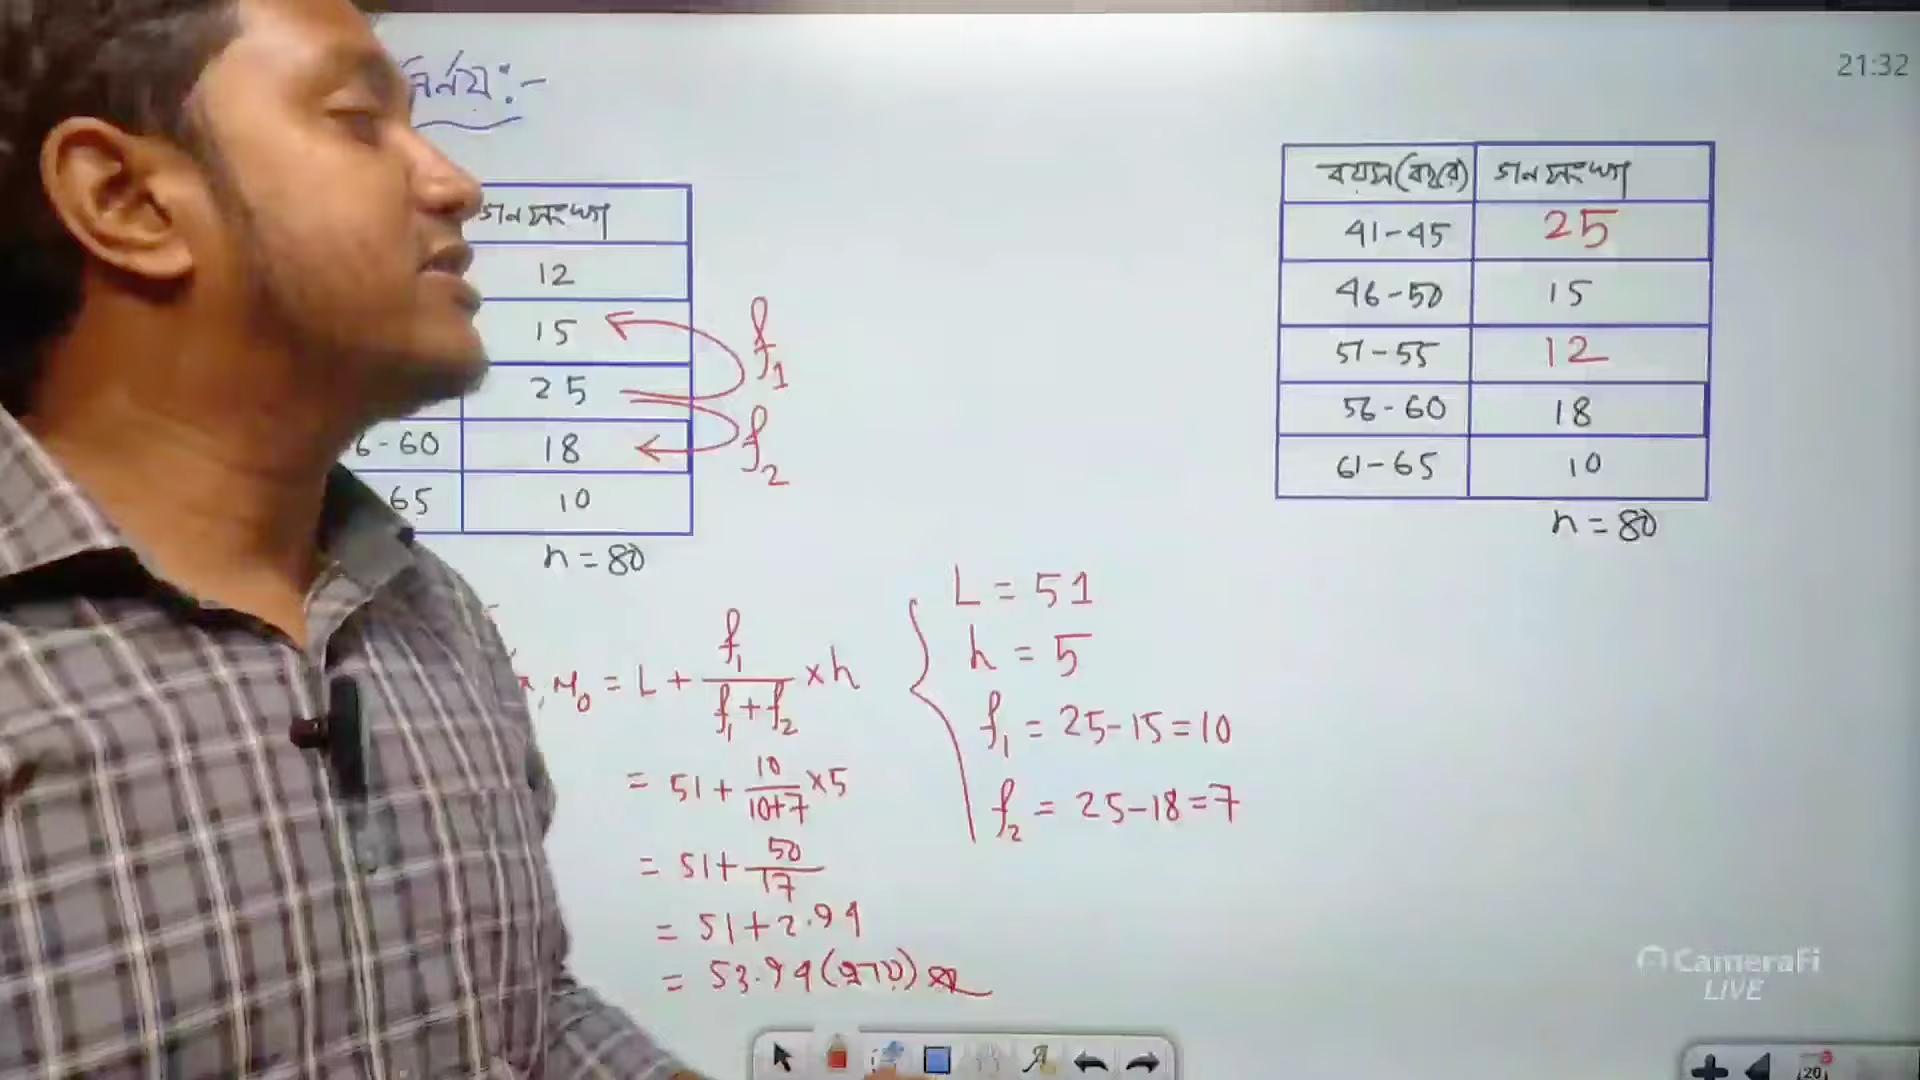 র্নয়:-
21:32
জনসংখ্যা
12
15
25
6-60 18
65 10
n = 80
f1
f2
বয়স(বছরে) জনসংখ্যা
41-45 25
46-50 15
51-55 12
56-60 18
61-65 10
n = 80
M0 = L + f1/(f1+f2) × h
= 51 + 10/(10+7) × 5
= 51 + 50/17
= 51 + 2.94
= 53.94 (প্রায়)
L = 51
h = 5
f1 = 25-15 = 10
f2 = 25-18 = 7
CameraFi
LIVE